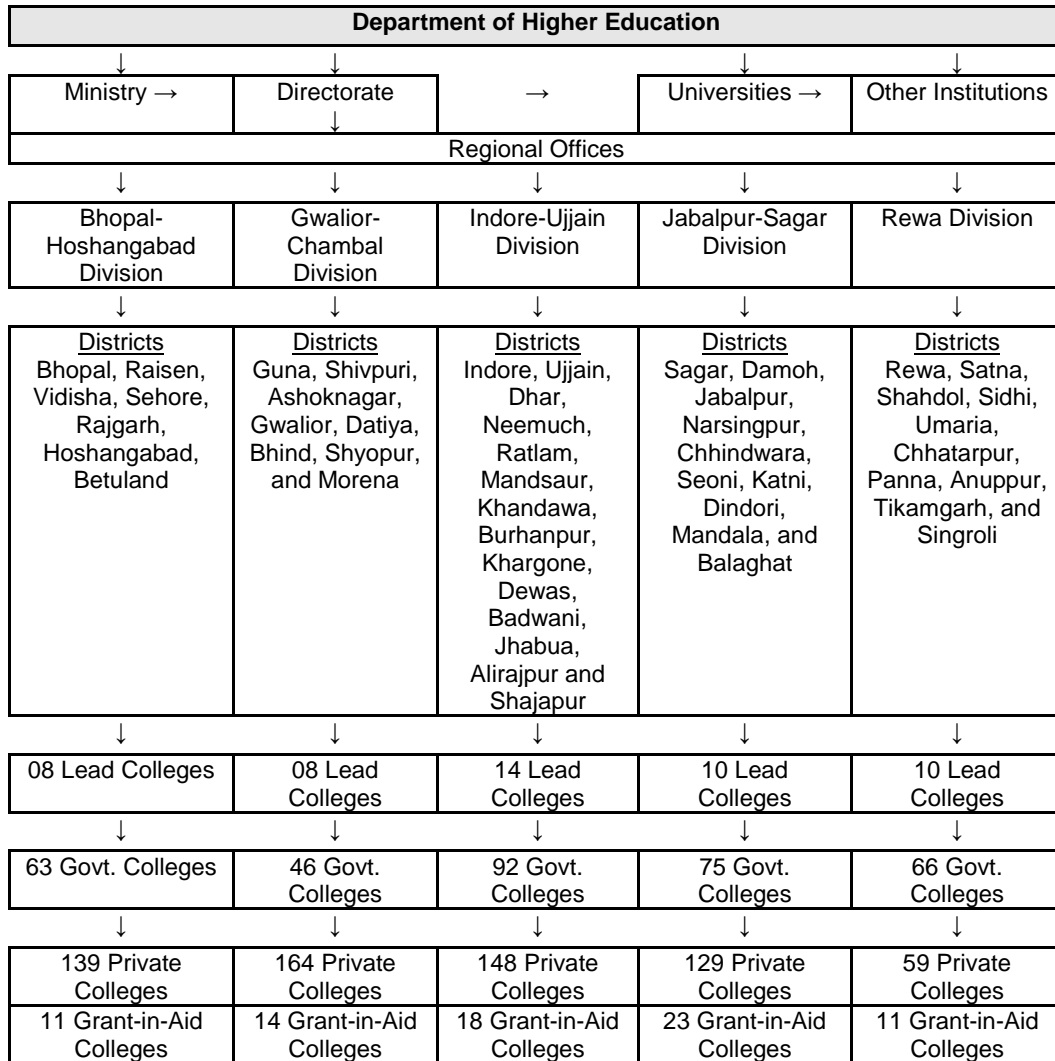 Department of Higher Education
↓ ↓ ↓ ↓
Ministry → Directorate → Universities → Other Institutions
↓
Regional Offices
↓ ↓ ↓ ↓ ↓
Bhopal-
Hoshangabad
Division
Gwalior-
Chambal
Division
Indore-Ujjain
Division
Jabalpur-Sagar
Division
Rewa Division
↓ ↓ ↓ ↓ ↓
Districts
Bhopal, Raisen,
Vidisha, Sehore,
Rajgarh,
Hoshangabad,
Betuland
Districts
Guna, Shivpuri,
Ashoknagar,
Gwalior, Datiya,
Bhind, Shyopur,
and Morena
Districts
Indore, Ujjain,
Dhar,
Neemuch,
Ratlam,
Mandsaur,
Khandawa,
Burhanpur,
Khargone,
Dewas,
Badwani,
Jhabua,
Alirajpur and
Shajapur
Districts
Sagar, Damoh,
Jabalpur,
Narsingpur,
Chhindwara,
Seoni, Katni,
Dindori,
Mandala, and
Balaghat
Districts
Rewa, Satna,
Shahdol, Sidhi,
Umaria,
Chhatarpur,
Panna, Anuppur,
Tikamgarh, and
Singroli
↓ ↓ ↓ ↓ ↓
08 Lead Colleges
08 Lead
Colleges
14 Lead
Colleges
10 Lead
Colleges
10 Lead
Colleges
↓ ↓ ↓ ↓ ↓
63 Govt. Colleges
46 Govt.
Colleges
92 Govt.
Colleges
75 Govt.
Colleges
66 Govt.
Colleges
↓ ↓ ↓ ↓ ↓
139 Private
Colleges
164 Private
Colleges
148 Private
Colleges
129 Private
Colleges
59 Private
Colleges
11 Grant-in-Aid
Colleges
14 Grant-in-Aid
Colleges
18 Grant-in-Aid
Colleges
23 Grant-in-Aid
Colleges
11 Grant-in-Aid
Colleges